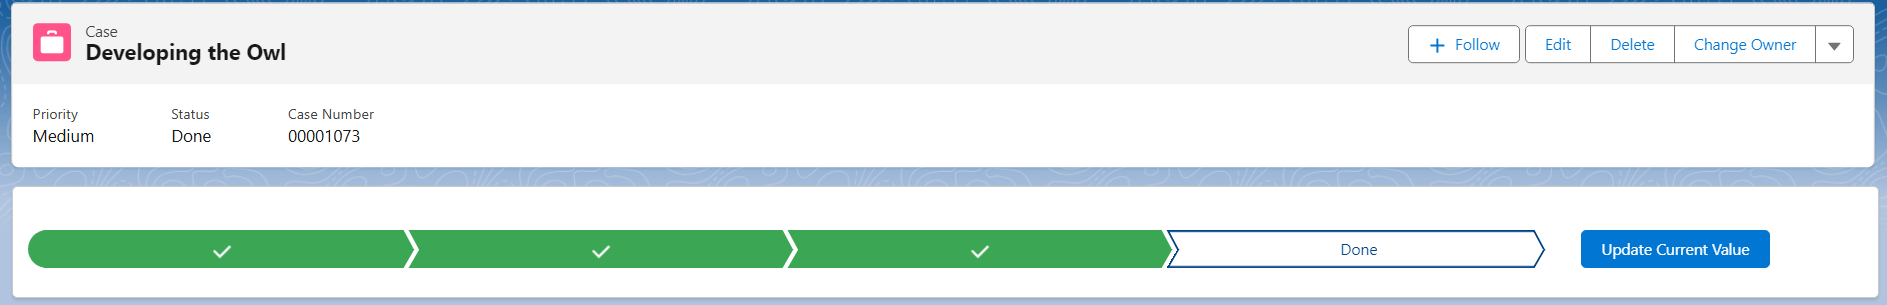 Case
Developing the Owl
Follow
Edit
Delete
Change Owner
Priority
Status
Case Number
Medium
Done
00001073
Done
Update Current Value